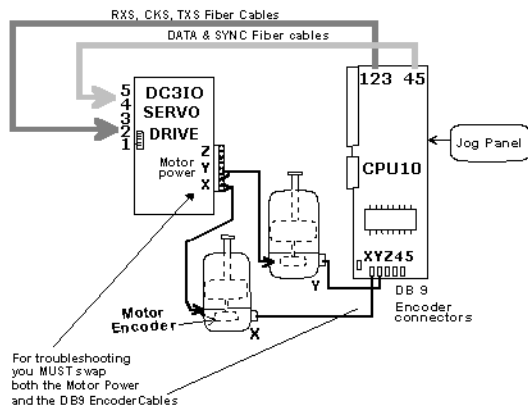 RXS, CKS, TXS Fiber Cables
DATA & SYNC Fiber cables
123 45
5
4
3
2
1
DC3IO
SERVO
DRIVE
Motor
power
Z
Y
X
CPU10
Jog Panel
XYZ45
DB 9
Encoder
connectors
Y
X
Motor
Encoder
For troubleshooting
you MUST swap
both the Motor Power
and the DB9 EncoderCables